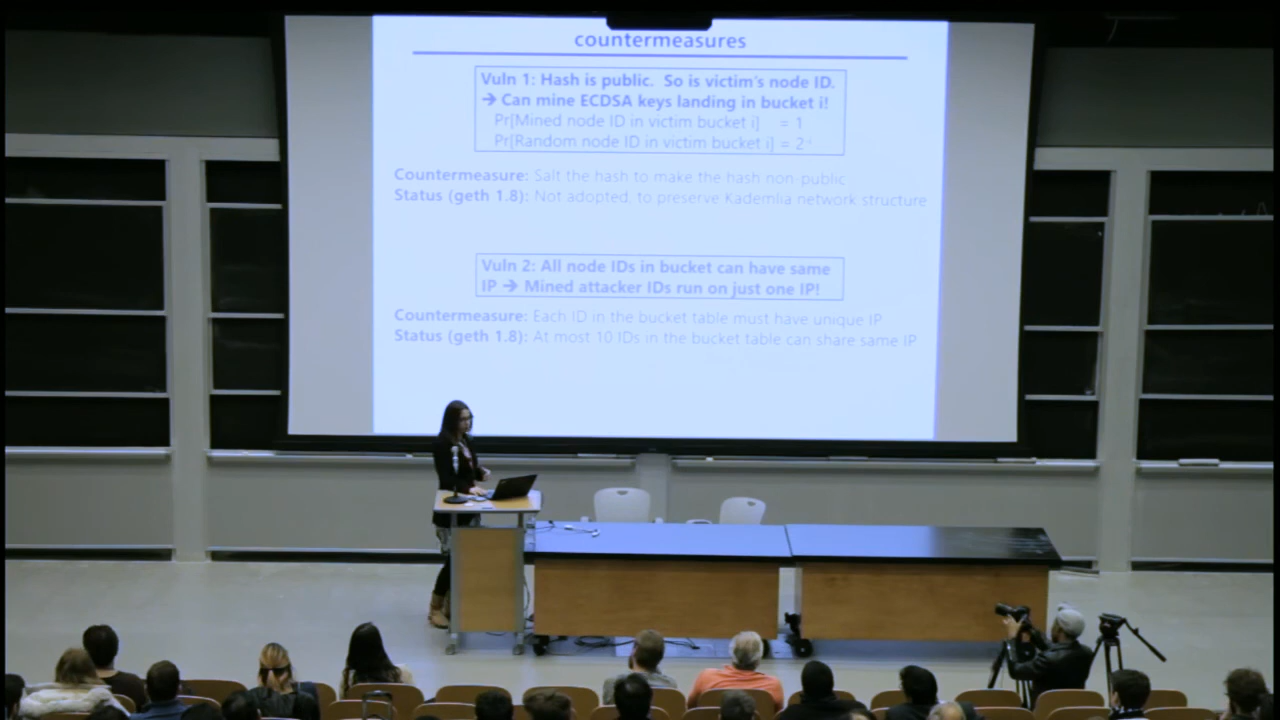 countermeasures
Vuln 1: Hash is public. So is victim's node ID.
→ Can mine ECDSA keys landing in bucket i!
Pr[Mined node ID in victim bucket i] = 1
Pr[Random node ID in victim bucket i] = 2
Countermeasure: Salt the hash to make the hash non-public
Status (geth 1.8): Not adopted, to preserve Kademlia network structure
Vuln 2: All node IDs in bucket can have same
IP → Mined attacker IDs run on just one IP!
Countermeasure: Each ID in the bucket table must have unique IP
Status (geth 1.8): At most 10 IDs in the bucket table can share same IP